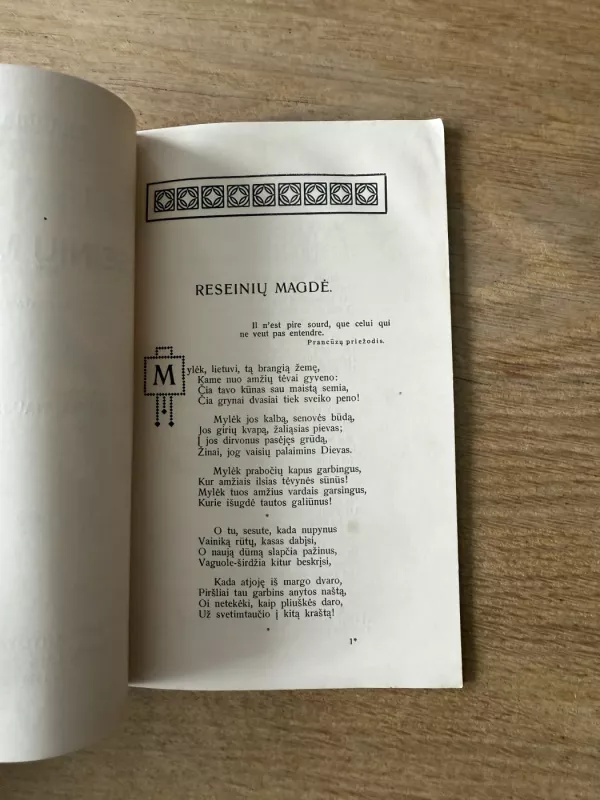 RESEINIŲ MAGDĖ.
Il n'est pire sourd, que celui qui
ne veut pas entendre.
Prancūzų priežodis.
Mylėk, lietuvi, tą brangią žemę,
Kame nuo amžių tėvai gyveno:
Čia tavo kūnas sau maistą semia,
Čia grynai dvasiai tiek sveiko peno!
Mylėk jos kalbą, senovės būdą,
Jos girių kvapą, žaliąsias pievas;
Į jos dirvonus pasėjęs grūdą,
Žinai, jog vaisių palaimins Dievas.
Mylėk prabočių kapus garbingus,
Kur amžiais ilsias tėvynės sūnūs!
Mylėk tuos amžius vardais garsingus,
Kurie išugdė tautos galiūnus!
*
O tu, sesute, kada nupynus
Vainiką rūtų, kasas dabįsi,
O naują dūmą slapčia pažinus,
Vaguole-širdžia kitur beskrįsi,
Kada atjoję iš margo dvaro,
Piršliai tau garbins anytos naštą,
Oi netekėki, kaip pliuškės daro,
Už svetimtaučio į kitą kraštą!
*
1*